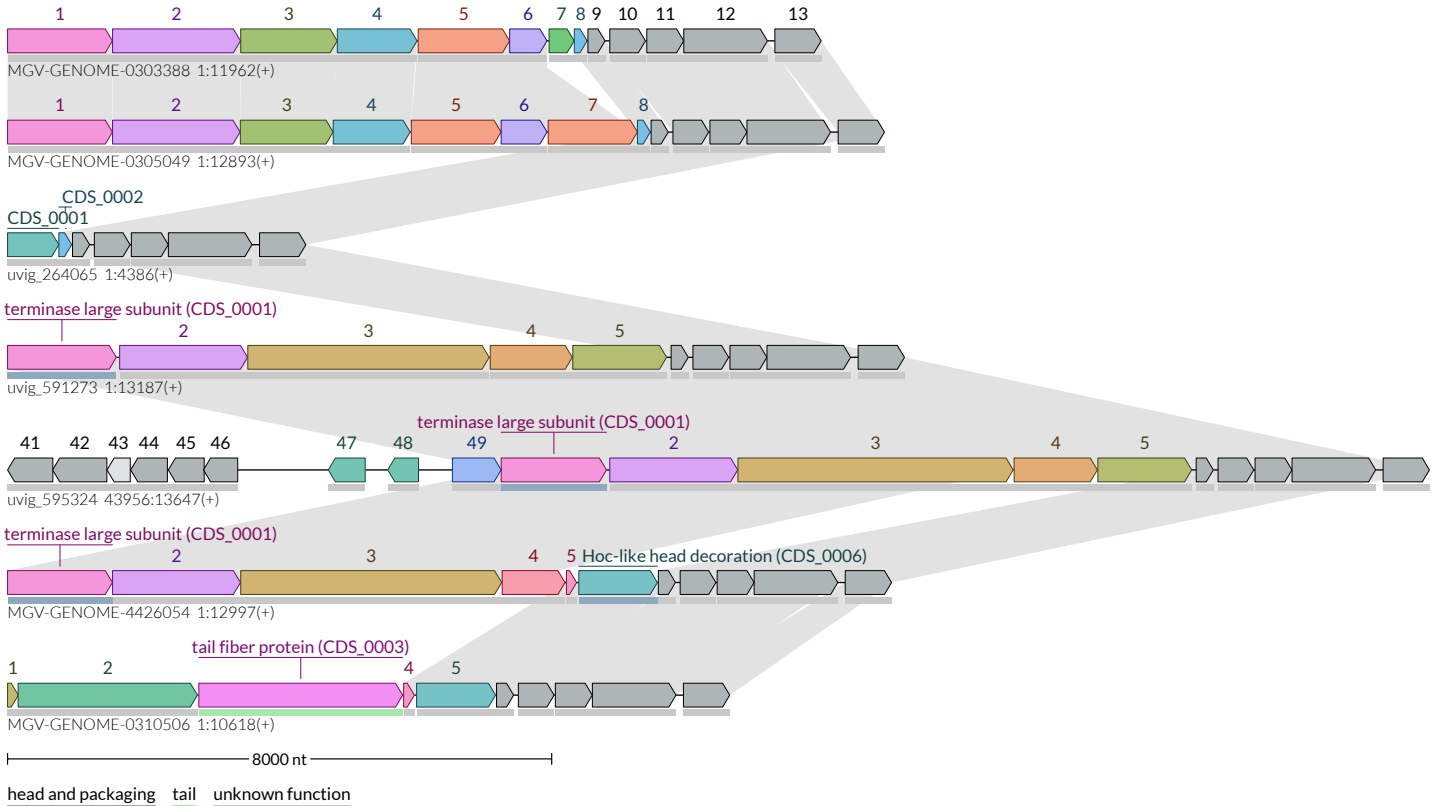 1 2 3 4 5 6 7 8 9 10 11 12 13
MGV-GENOME-0303388 1:11962(+)
1 2 3 4 5 6 7 8
MGV-GENOME-0305049 1:12893(+)
CDS_0002
CDS_0001
uvig_264065 1:4386(+)
terminase large subunit (CDS_0001)
2 3 4 5
uvig_591273 1:13187(+)
terminase large subunit (CDS_0001)
41 42 43 44 45 46 47 48 49 2 3 4 5
uvig_595324 43956:13647(+)
terminase large subunit (CDS_0001)
2 3 4 5 Hoc-like head decoration (CDS_0006)
MGV-GENOME-4426054 1:12997(+)
tail fiber protein (CDS_0003)
1 2 4 5
MGV-GENOME-0310506 1:10618(+)
8000 nt
head and packaging tail unknown function